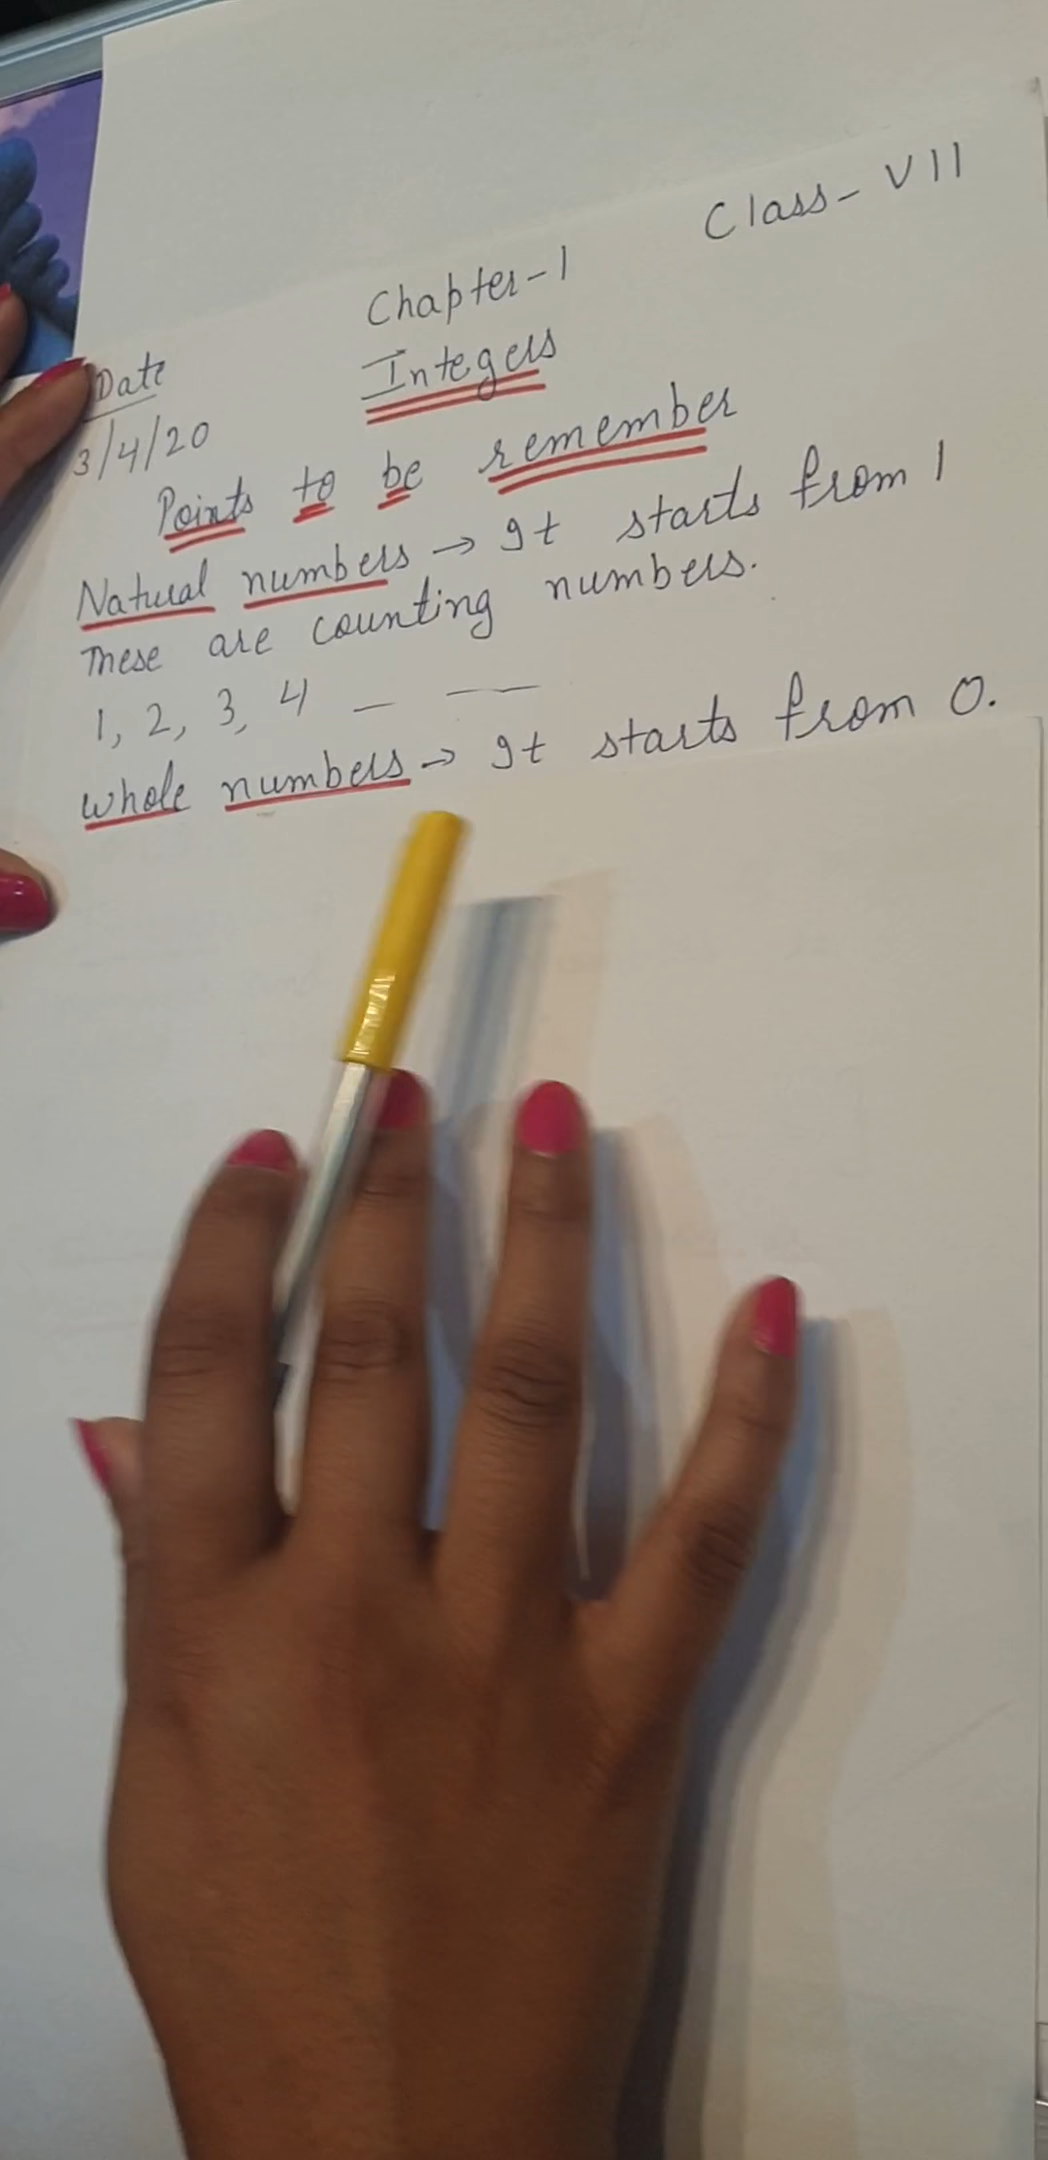 Class- VII
Chapter-1
Integers
Date
3/4/20
Points to be remember
Natural numbers → It starts from 1
These are counting numbers.
1, 2, 3, 4 — ——
whole numbers → It starts from 0.